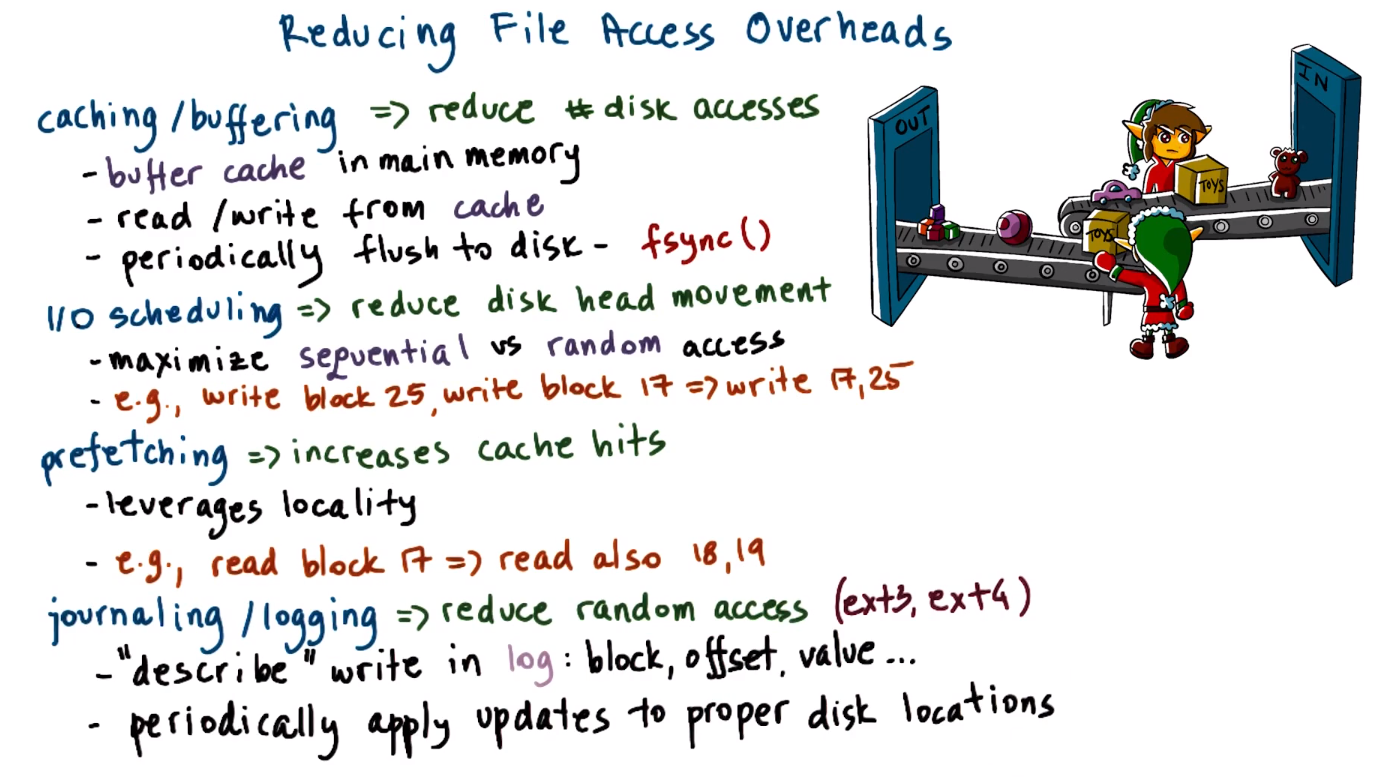 Reducing File Access Overheads
caching /buffering => reduce # disk accesses
- buffer cache in main memory
- read /write from cache
- periodically flush to disk - fsync()
I/O scheduling => reduce disk head movement
- maximize sequential vs random access
- e.g., write block 25, write block 17 => write 17,25
prefetching => increases cache hits
- leverages locality
- e.g., read block 17 => read also 18,19
journaling /logging => reduce random access (ext3, ext4)
- "describe" write in log: block, offset, value...
- periodically apply updates to proper disk locations
OUT
IN
TOYS
TOYS